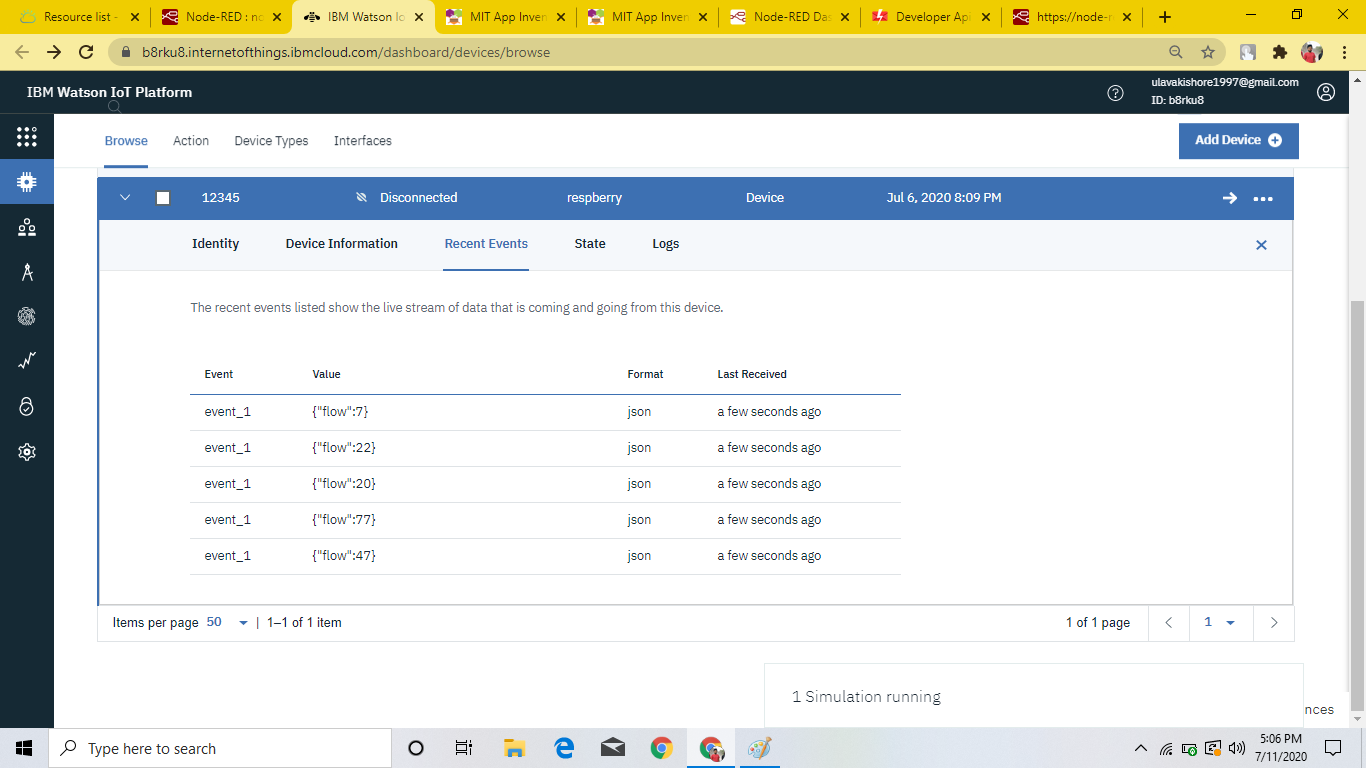 Resource list -
Node-RED : no
IBM Watson Io
MIT App Inven
MIT App Inven
Node-RED Das
Developer Api
https://node-r
b8rku8.internetofthings.ibmcloud.com/dashboard/devices/browse
IBM Watson IoT Platform
ulavakishore1997@gmail.com
ID: b8rku8
Browse Action Device Types Interfaces
Add Device
12345 Disconnected respberry Device Jul 6, 2020 8:09 PM
Identity Device Information Recent Events State Logs
The recent events listed show the live stream of data that is coming and going from this device.
Event Value Format Last Received
event_1 {"flow":7} json a few seconds ago
event_1 {"flow":22} json a few seconds ago
event_1 {"flow":20} json a few seconds ago
event_1 {"flow":77} json a few seconds ago
event_1 {"flow":47} json a few seconds ago
Items per page 50 | 1–1 of 1 item 1 of 1 page 1
1 Simulation running
nces
Type here to search
5:06 PM
7/11/2020